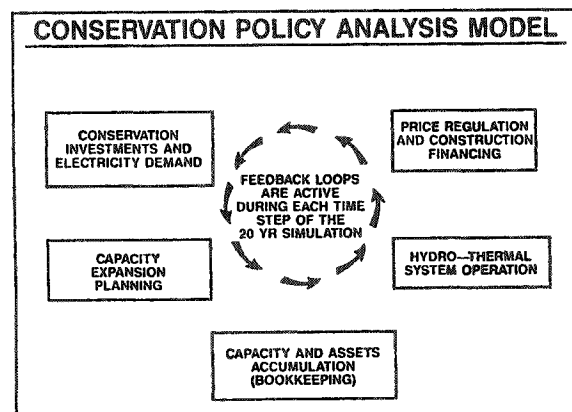 CONSERVATION POLICY ANALYSIS MODEL
CONSERVATION
INVESTMENTS AND
ELECTRICITY DEMAND
PRICE REGULATION
AND CONSTRUCTION
FINANCING
FEEDBACK LOOPS
ARE ACTIVE
DURING EACH TIME
STEP OF THE
20 YR SIMULATION
CAPACITY
EXPANSION
PLANNING
HYDRO—THERMAL
SYSTEM OPERATION
CAPACITY AND ASSETS
ACCUMULATION
(BOOKKEEPING)